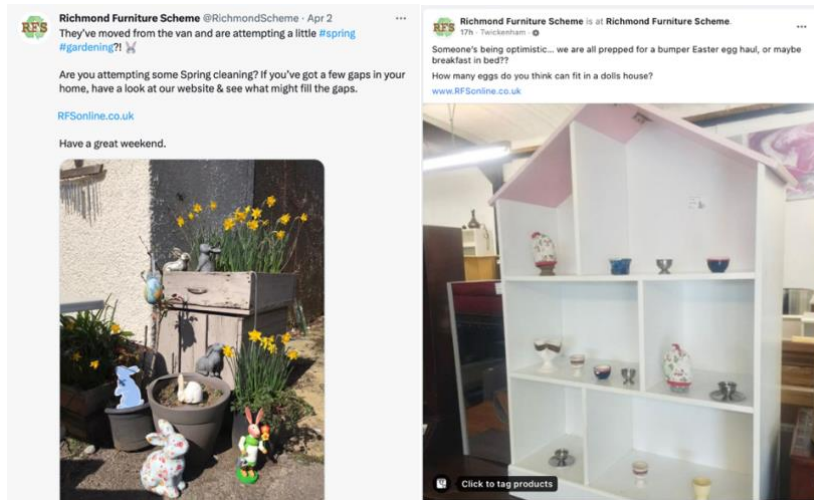 RFS
Richmond Furniture Scheme @RichmondScheme · Apr 2
They've moved from the van and are attempting a little #spring
#gardening?! 🐰
Are you attempting some Spring cleaning? If you've got a few gaps in your
home, have a look at our website & see what might fill the gaps.
RFSonline.co.uk
Have a great weekend.
RFS
Richmond Furniture Scheme is at Richmond Furniture Scheme.
17h · Twickenham ·
Someone's being optimistic... we are all prepped for a bumper Easter egg haul, or maybe
breakfast in bed??
How many eggs do you think can fit in a dolls house?
www.RFSonline.co.uk
Click to tag products